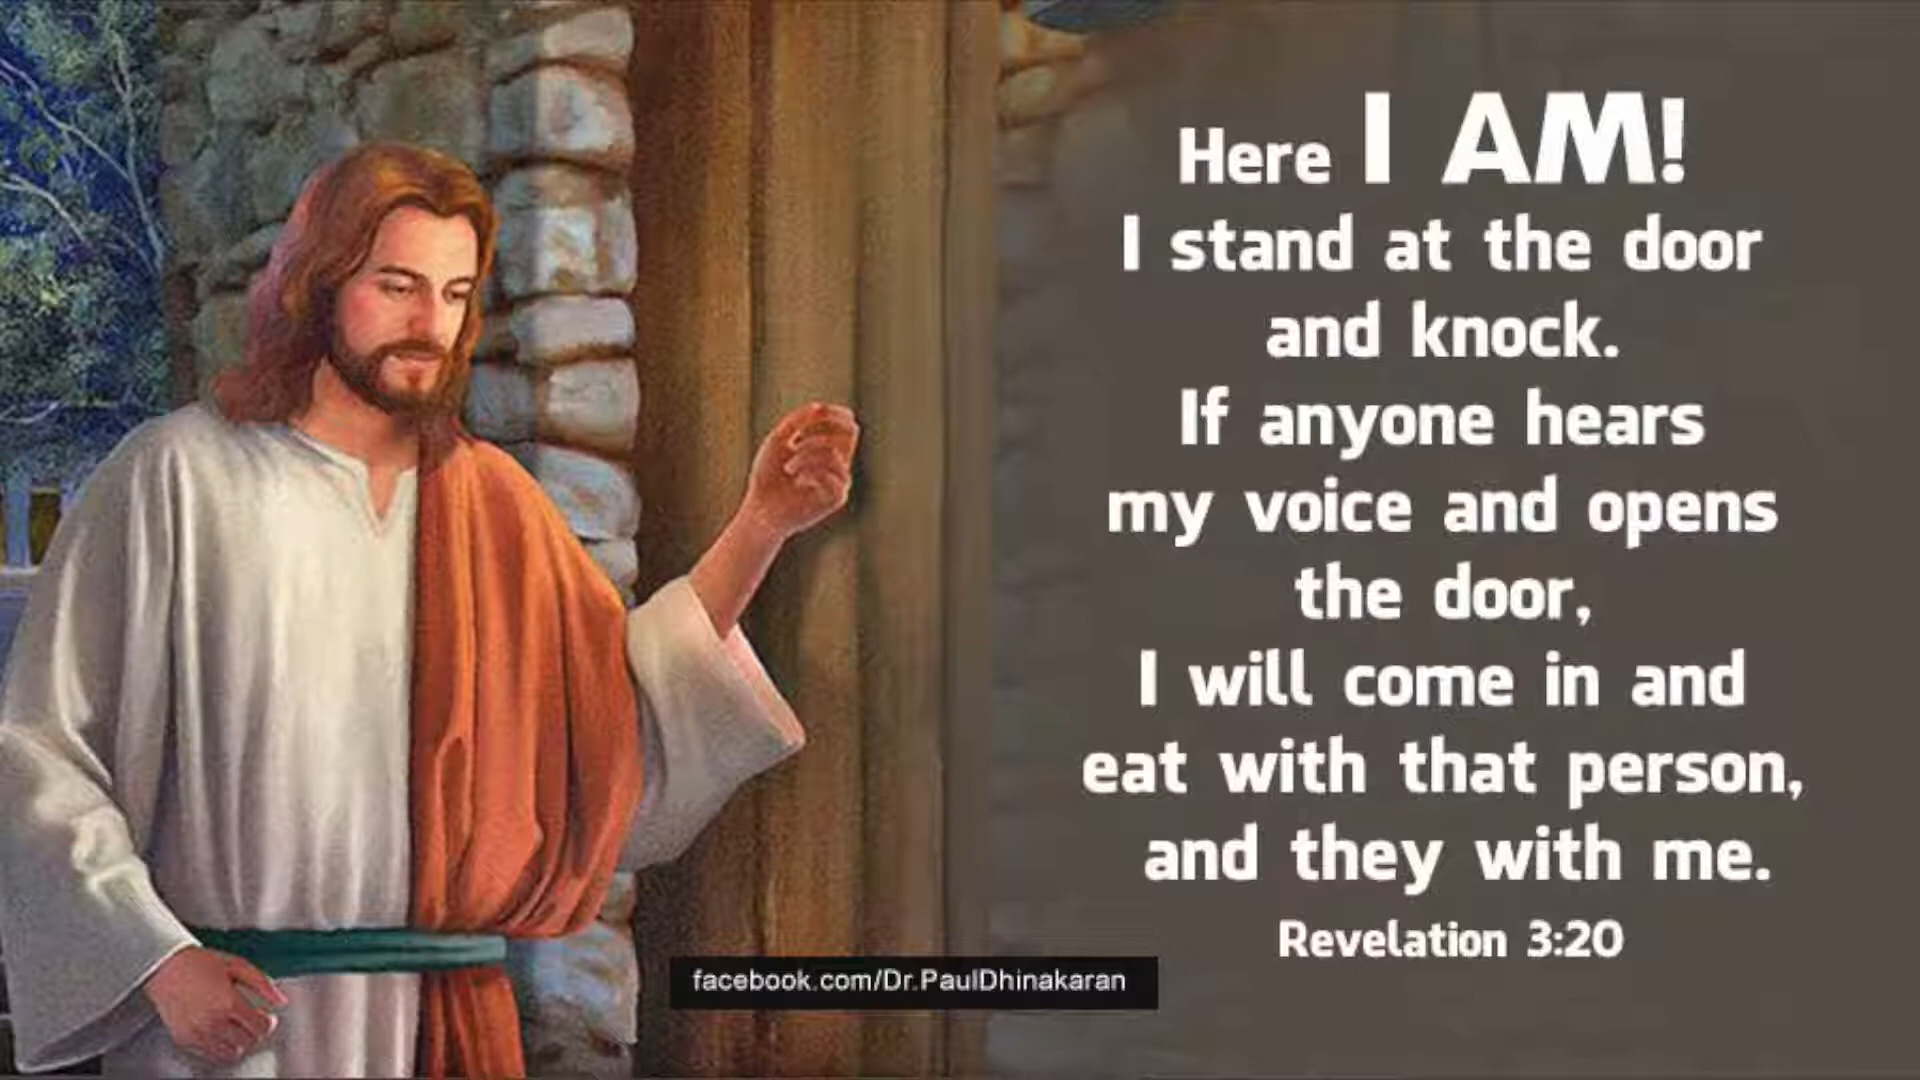 Here I AM!
I stand at the door
and knock.
If anyone hears
my voice and opens
the door,
I will come in and
eat with that person,
and they with me.
Revelation 3:20
facebook.com/Dr.PaulDhinakaran